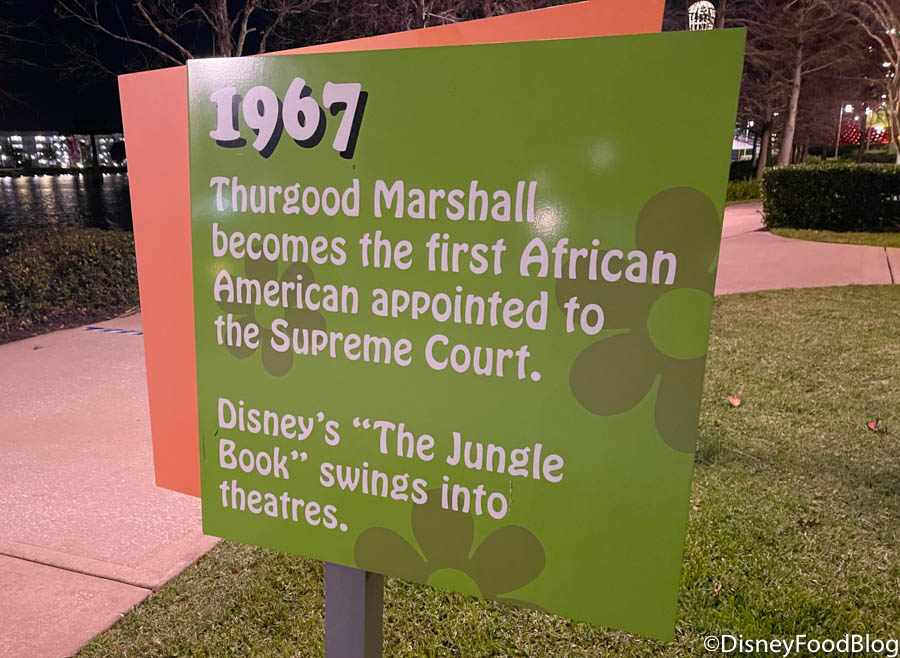 1967
Thurgood Marshall
becomes the first African
American appointed to
the Supreme Court.
Disney's "The Jungle
Book" swings into
theatres.
©DisneyFoodBlog